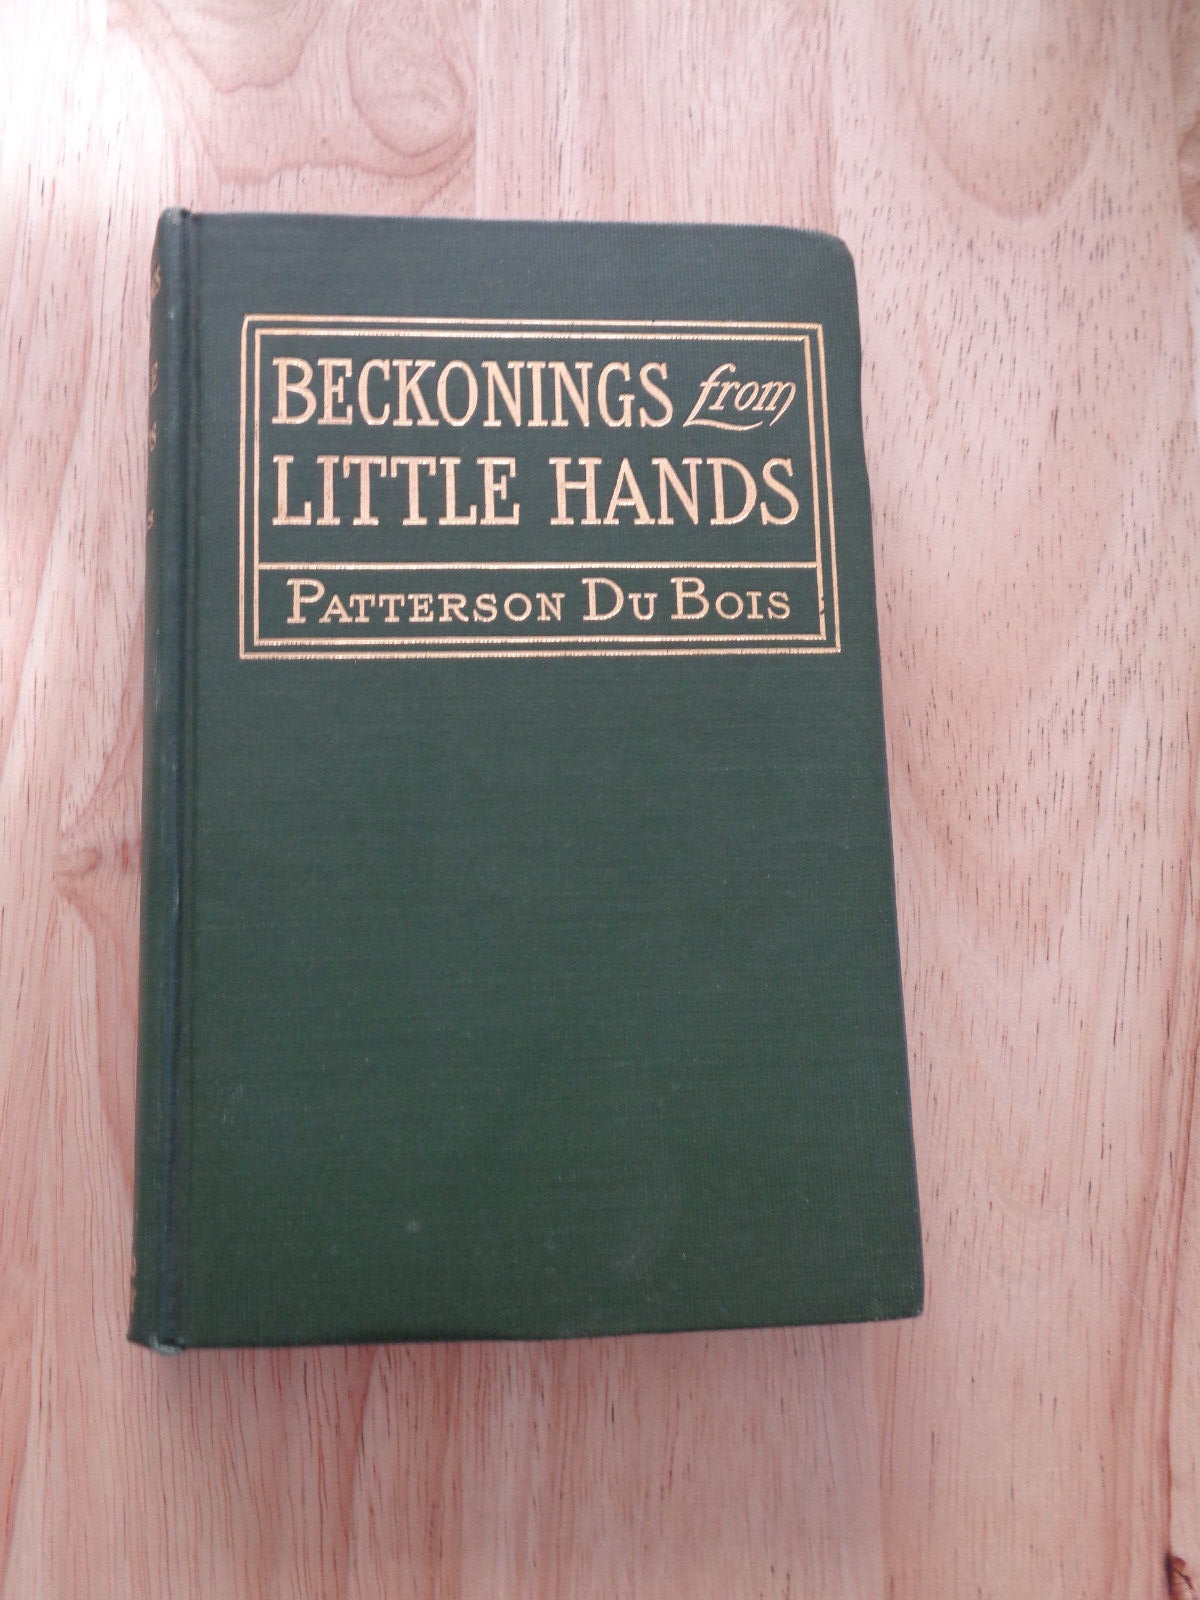 BECKONINGS from
LITTLE HANDS
PATTERSON DU BOIS